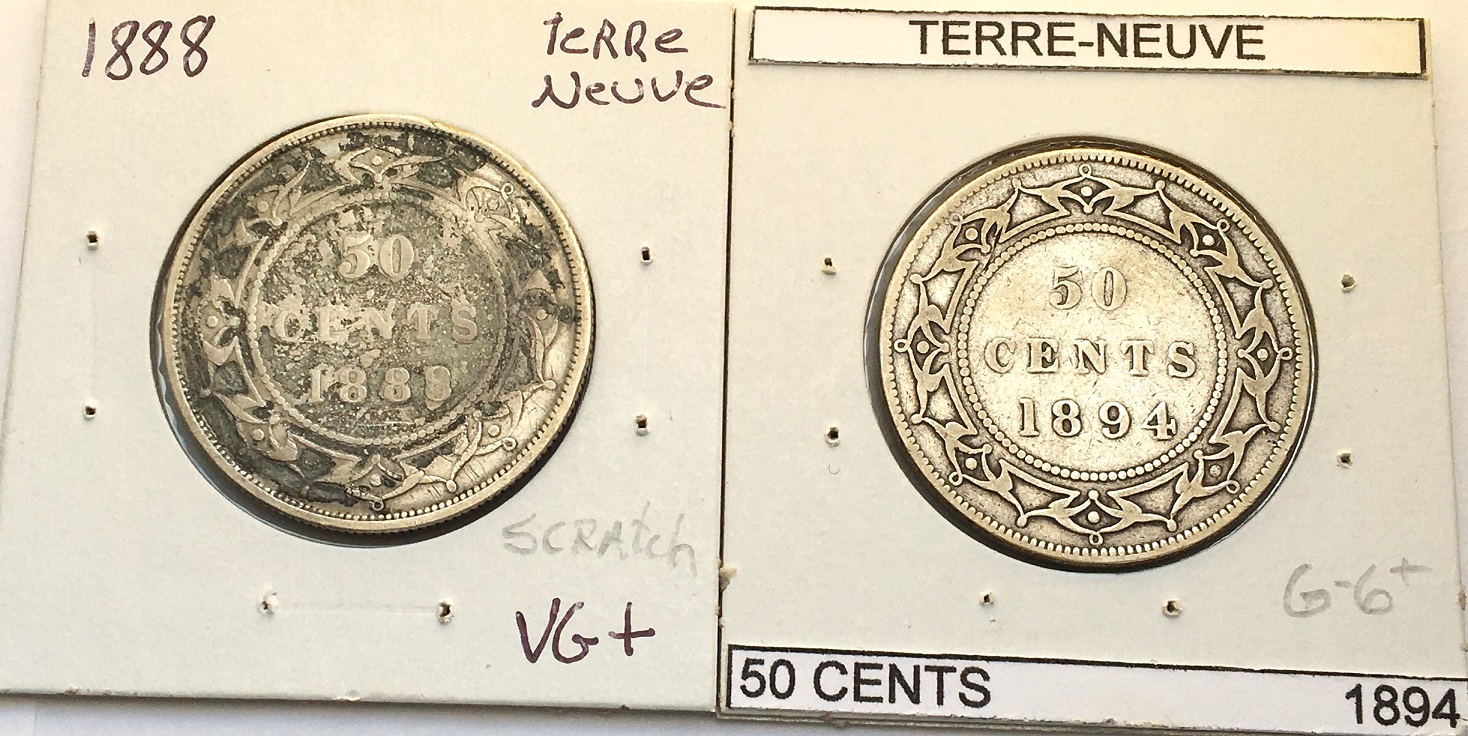 1888
TERRE
NEUVE
50
CENTS
1888
SCRATCH
VG+
TERRE-NEUVE
50
CENTS
1894
G-6+
50 CENTS
1894